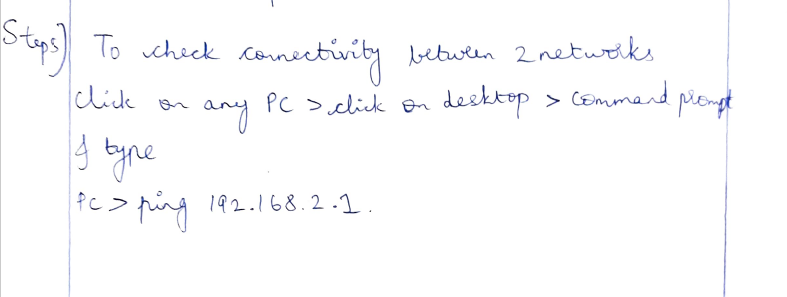 Steps) To check connectivity between 2 networks
Click on any PC > click on desktop > Command prompt
& type
PC > ping 192.168.2.1.